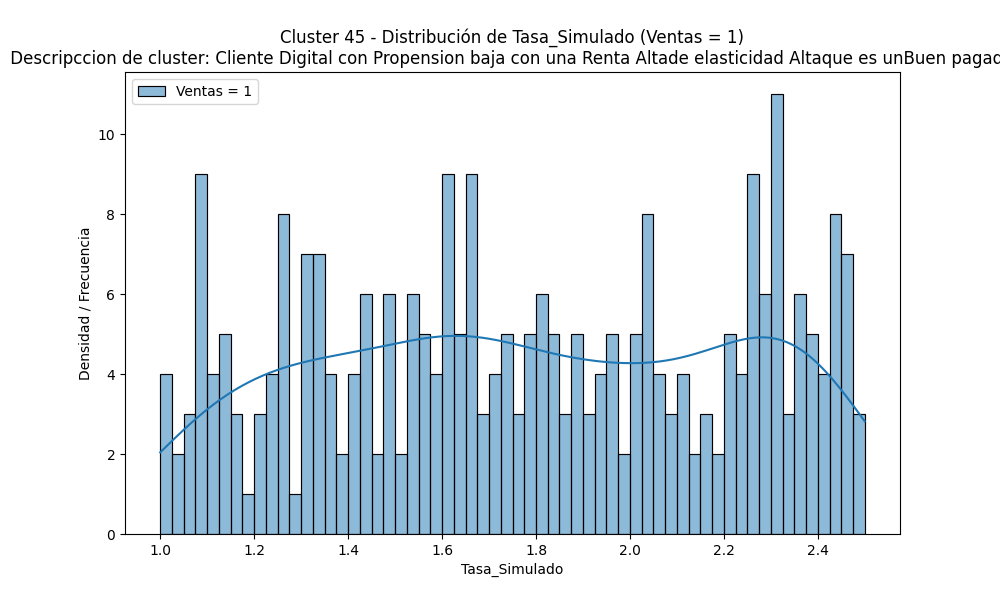 Cluster 45 - Distribución de Tasa_Simulado (Ventas = 1)
Descripccion de cluster: Cliente Digital con Propension baja con una Renta Altade elasticidad Altaque es unBuen pagad
Ventas = 1
Densidad / Frecuencia
10
8
6
4
2
0
1.0 1.2 1.4 1.6 1.8 2.0 2.2 2.4
Tasa_Simulado